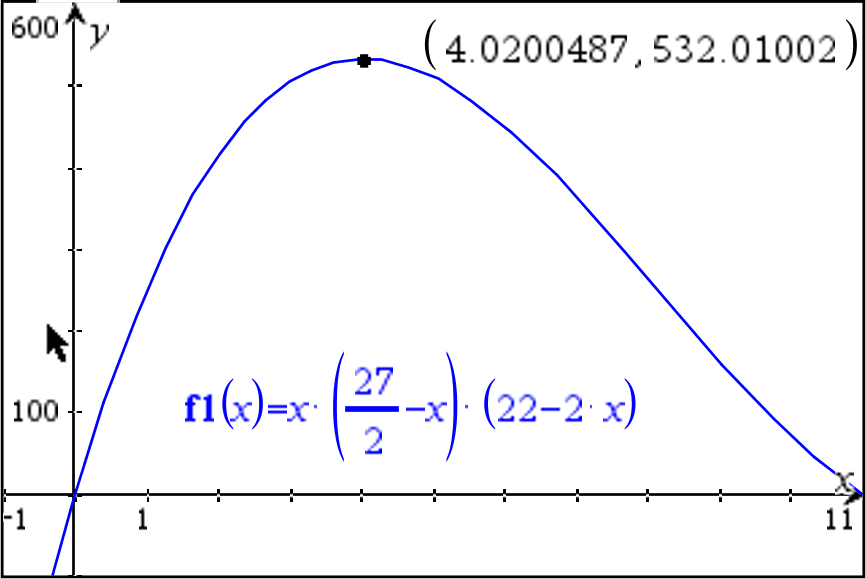 600 y
(4.0200487,532.01002)
f1(x)=x·(27/2−x)·(22−2·x)
100
x
-1 1 11